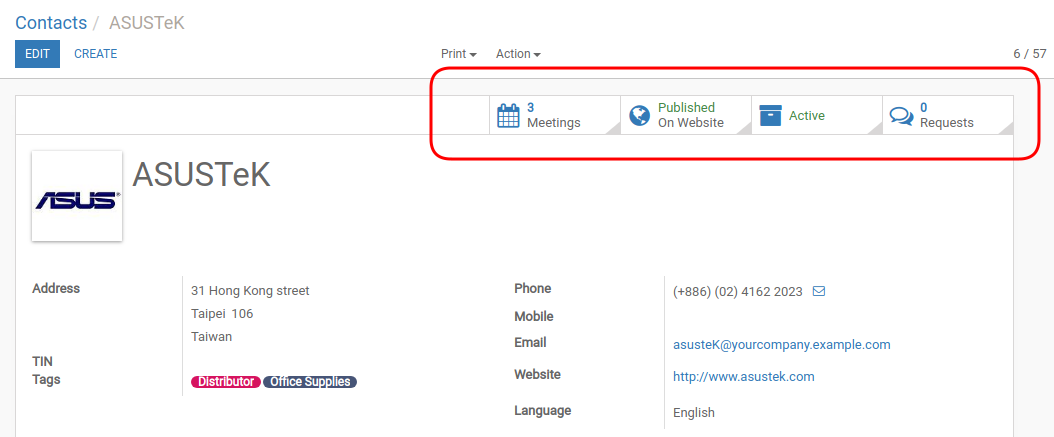 Contacts / ASUSTeK
EDIT CREATE Print Action 6 / 57
3 Meetings
Published On Website
Active
0 Requests
ASUS®
ASUSTeK
Address
31 Hong Kong street
Taipei 106
Taiwan
TIN
Tags Distributor Office Supplies
Phone (+886) (02) 4162 2023
Mobile
Email asusteK@yourcompany.example.com
Website http://www.asustek.com
Language English